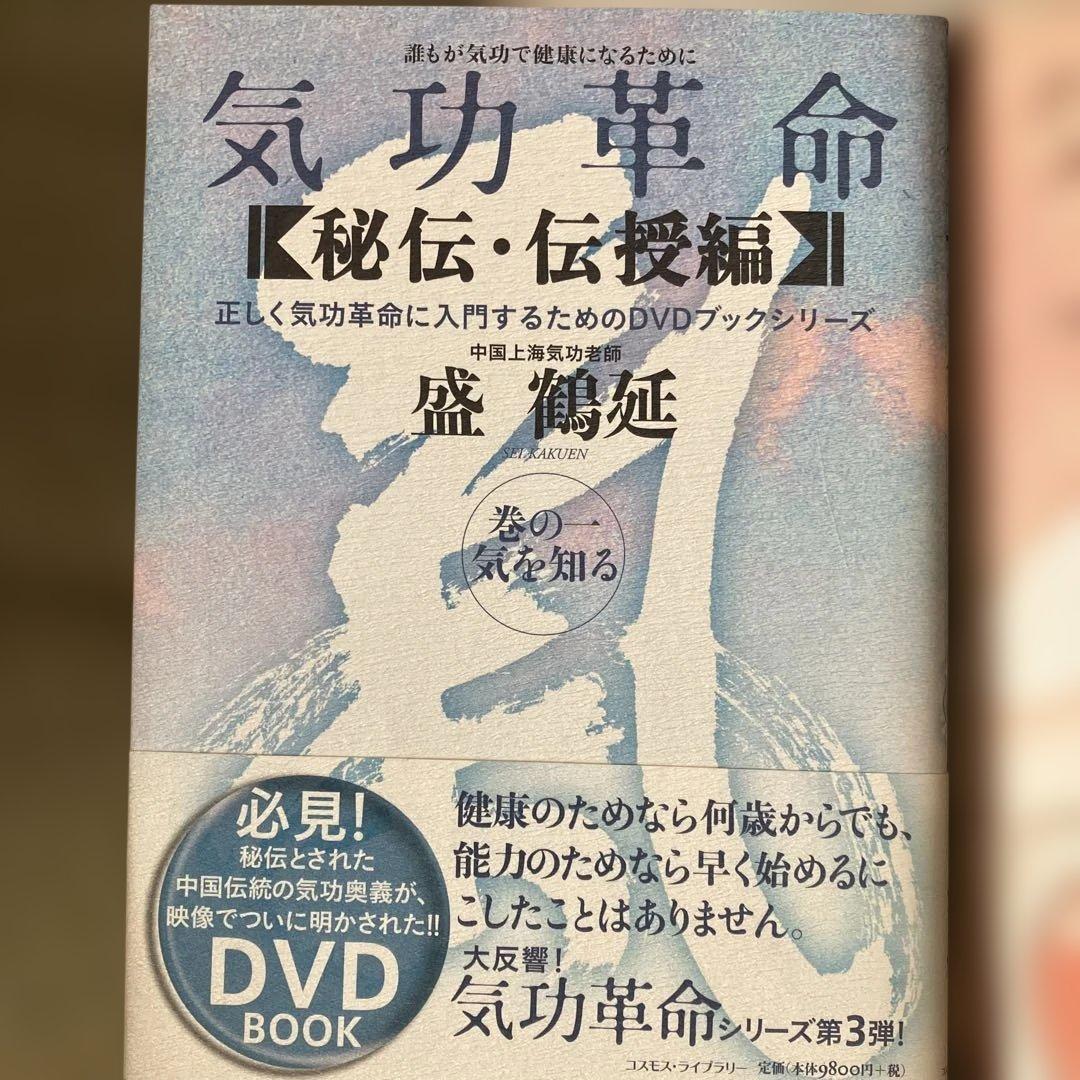 誰もが気功で健康になるために
気功革命
【秘伝・伝授編】
正しく気功革命に入門するためのDVDブックシリーズ
中国上海気功老師
盛 鶴延
SEI, KAKUEN
巻の一
気を知る
必見!
秘伝とされた
中国伝統の気功奥義が、
映像でついに明かされた!!
DVD
BOOK
健康のためなら何歳からでも、
能力のためなら早く始めるに
こしたことはありません。
大反響!
気功革命シリーズ第3弾!
コスモス・ライブラリー 定価(本体9800円+税)